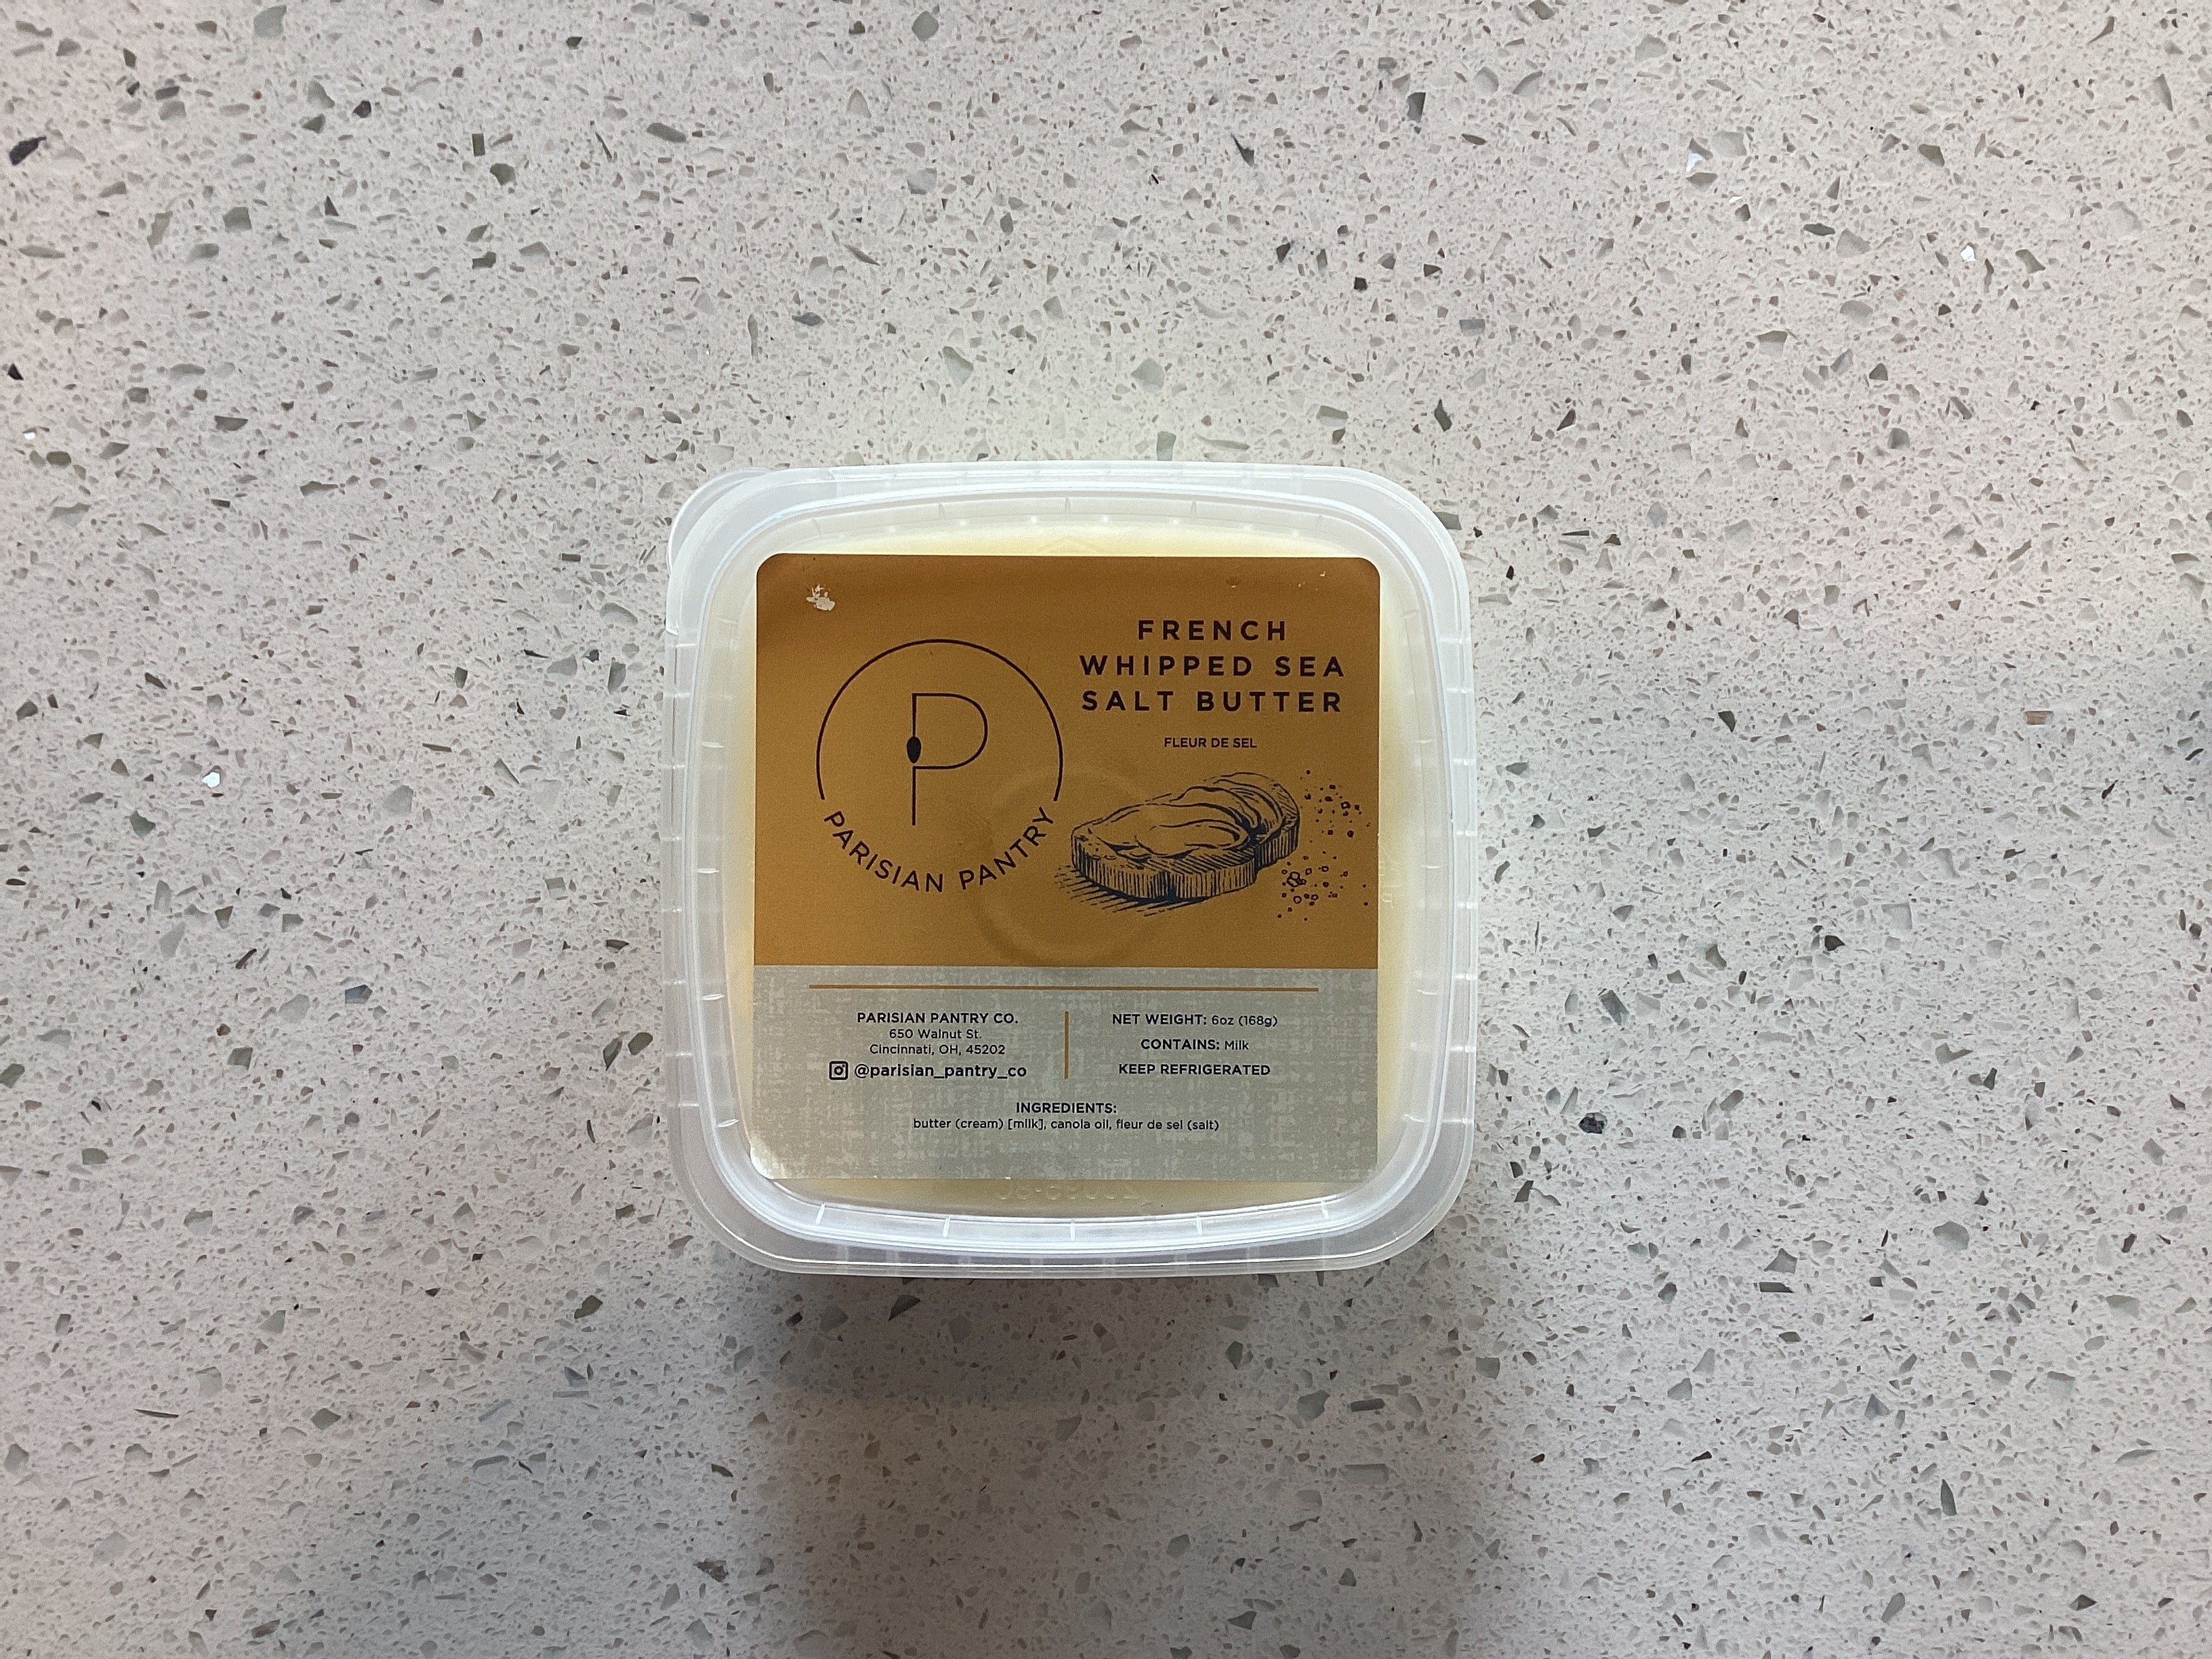 FRENCH
WHIPPED SEA
SALT BUTTER
FLEUR DE SEL
P
PARISIAN PANTRY
PARISIAN PANTRY CO.
650 Walnut St.
Cincinnati, OH, 45202
@parisian_pantry_co
NET WEIGHT: 6oz (168g)
CONTAINS: Milk
KEEP REFRIGERATED
INGREDIENTS:
butter (cream) [milk], canola oil, fleur de sel (salt)